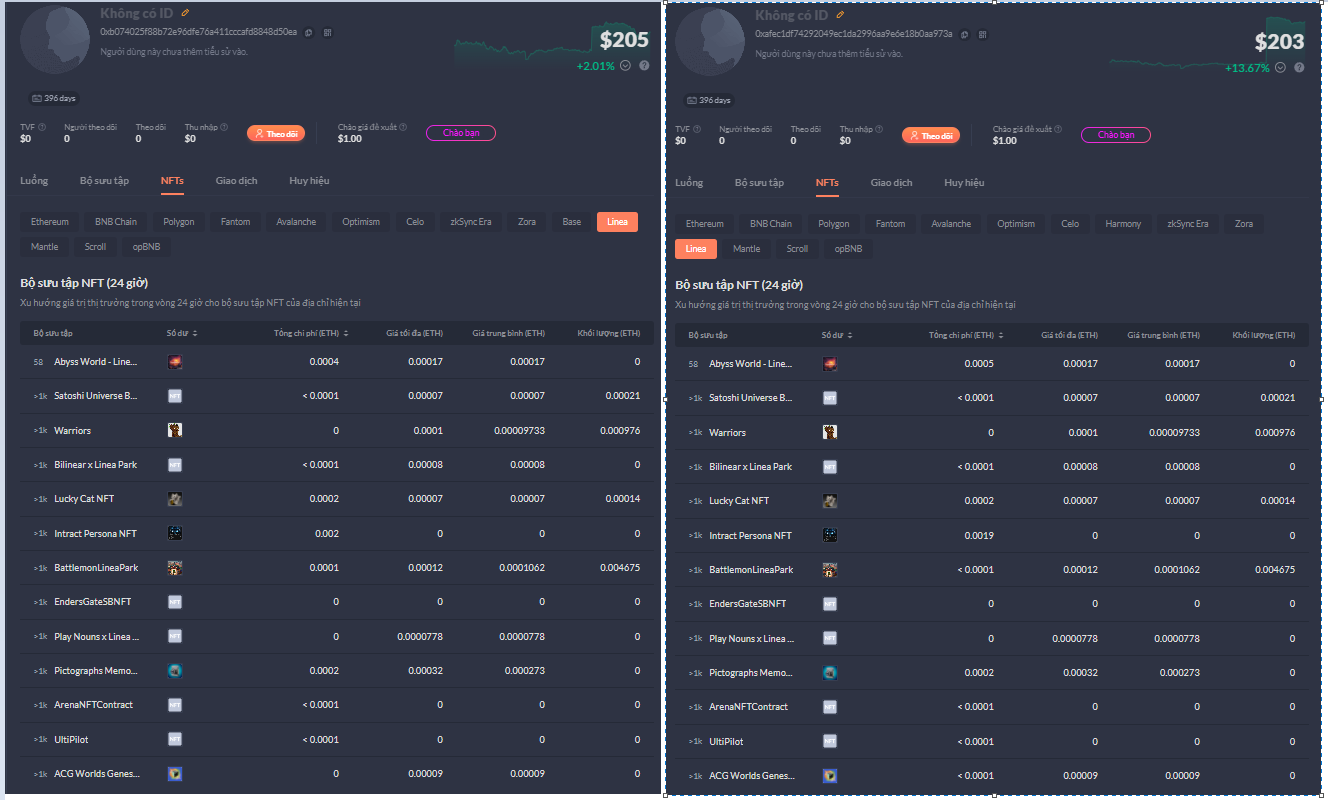 Không có ID
0xb074025f88b72e96dfe76a411cccafd8848d50ea
Người dùng này chưa thêm tiểu sử vào.
$205
+2.01%
396 days
TVF Người theo dõi Theo dõi Thu nhập Chào giá đề xuất
$0 0 0 $0 Theo dõi $1.00 Chào bạn
Luồng Bộ sưu tập NFTs Giao dịch Huy hiệu
Ethereum BNB Chain Polygon Fantom Avalanche Optimism Celo zkSync Era Zora Base Linea
Mantle Scroll opBNB
Bộ sưu tập NFT (24 giờ)
Xu hướng giá trị thị trường trong vòng 24 giờ cho bộ sưu tập NFT của địa chỉ hiện tại
Bộ sưu tập Số dư Tổng chi phí (ETH) Giá tối đa (ETH) Giá trung bình (ETH) Khối lượng (ETH)
58 Abyss World - Line... 0.0004 0.00017 0.00017 0
>1k Satoshi Universe B... NFT < 0.0001 0.00007 0.00007 0.00021
>1k Warriors 0 0.0001 0.00009733 0.000976
>1k Bilinear x Linea Park NFT < 0.0001 0.00008 0.00008 0
>1k Lucky Cat NFT 0.0002 0.00007 0.00007 0.00014
>1k Intract Persona NFT 0.002 0 0 0
>1k BattlemonLineaPark 0.0001 0.00012 0.0001062 0.004675
>1k EndersGateSBNFT NFT 0 0 0 0
>1k Play Nouns x Linea ... NFT 0 0.0000778 0.0000778 0
>1k Pictographs Memo... 0.0002 0.00032 0.000273 0
>1k ArenaNFTContract NFT < 0.0001 0 0 0
>1k UltiPilot NFT < 0.0001 0 0 0
>1k ACG Worlds Genes... 0 0.00009 0.00009 0
Không có ID
0xafec1df74292049ec1da2996aa9e6e18b0aa973a
Người dùng này chưa thêm tiểu sử vào.
$203
+13.67%
396 days
TVF Người theo dõi Theo dõi Thu nhập Chào giá đề xuất
$0 0 0 $0 Theo dõi $1.00 Chào bạn
Luồng Bộ sưu tập NFTs Giao dịch Huy hiệu
Ethereum BNB Chain Polygon Fantom Avalanche Optimism Celo Harmony zkSync Era Zora
Linea Mantle Scroll opBNB
Bộ sưu tập NFT (24 giờ)
Xu hướng giá trị thị trường trong vòng 24 giờ cho bộ sưu tập NFT của địa chỉ hiện tại
Bộ sưu tập Số dư Tổng chi phí (ETH) Giá tối đa (ETH) Giá trung bình (ETH) Khối lượng (ETH)
58 Abyss World - Line... 0.0005 0.00017 0.00017 0
>1k Satoshi Universe B... NFT < 0.0001 0.00007 0.00007 0.00021
>1k Warriors 0 0.0001 0.00009733 0.000976
>1k Bilinear x Linea Park NFT < 0.0001 0.00008 0.00008 0
>1k Lucky Cat NFT 0.0002 0.00007 0.00007 0.00014
>1k Intract Persona NFT 0.0019 0 0 0
>1k BattlemonLineaPark < 0.0001 0.00012 0.0001062 0.004675
>1k EndersGateSBNFT NFT 0 0 0 0
>1k Play Nouns x Linea ... NFT 0 0.0000778 0.0000778 0
>1k Pictographs Memo... 0.0002 0.00032 0.000273 0
>1k ArenaNFTContract NFT < 0.0001 0 0 0
>1k UltiPilot NFT < 0.0001 0 0 0
>1k ACG Worlds Genes... < 0.0001 0.00009 0.00009 0